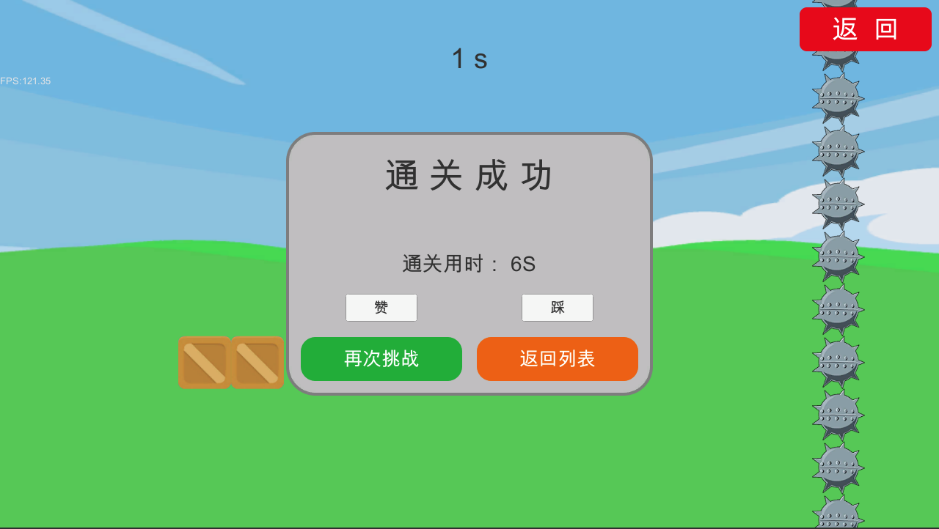 返 回
1 s
FPS:121.35
通关成功
通关用时： 6S
赞
踩
再次挑战
返回列表